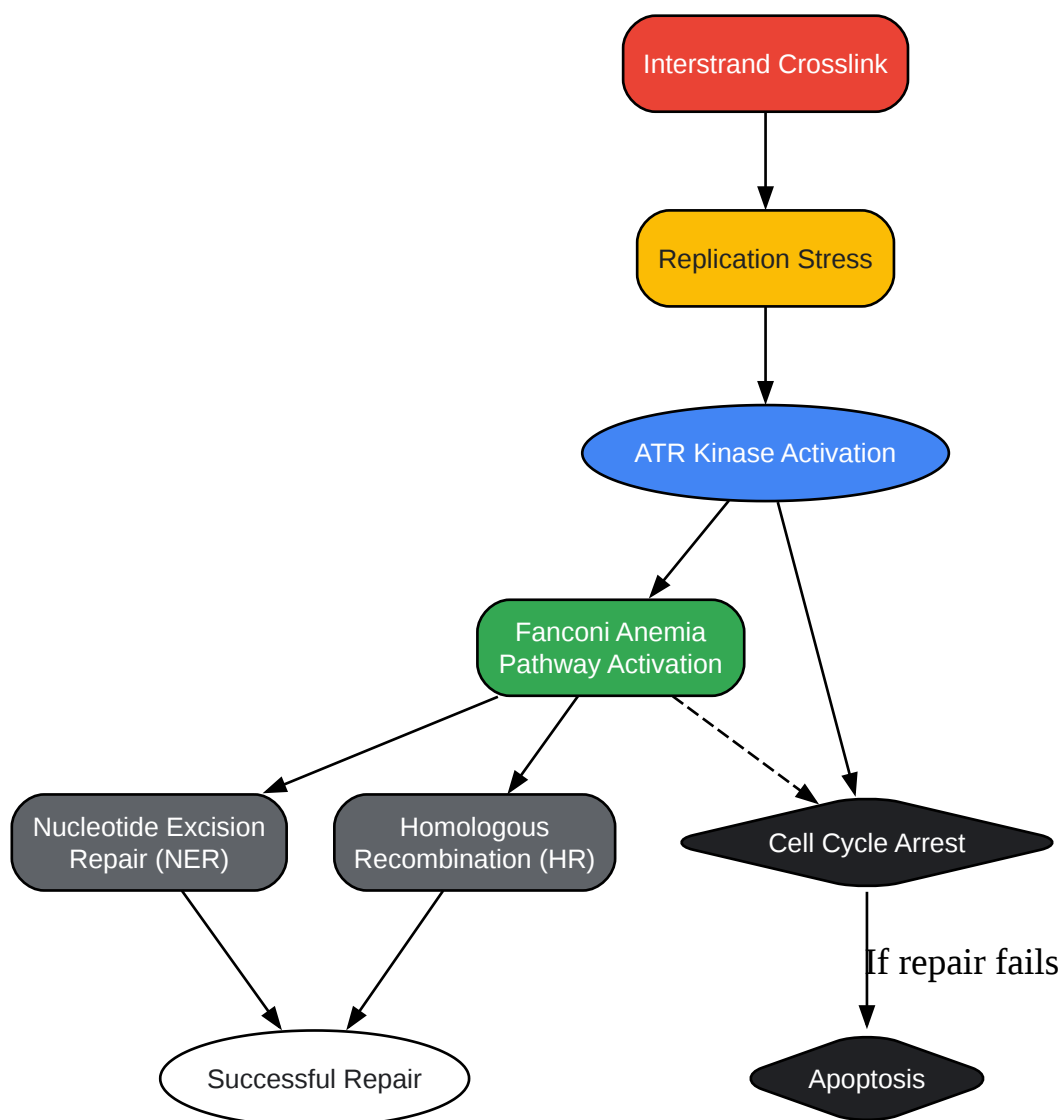 Interstrand Crosslink
Replication Stress
ATR Kinase Activation
Fanconi Anemia
Pathway Activation
Nucleotide Excision
Repair (NER)
Homologous
Recombination (HR)
Cell Cycle Arrest
If repair fails
Successful Repair
Apoptosis